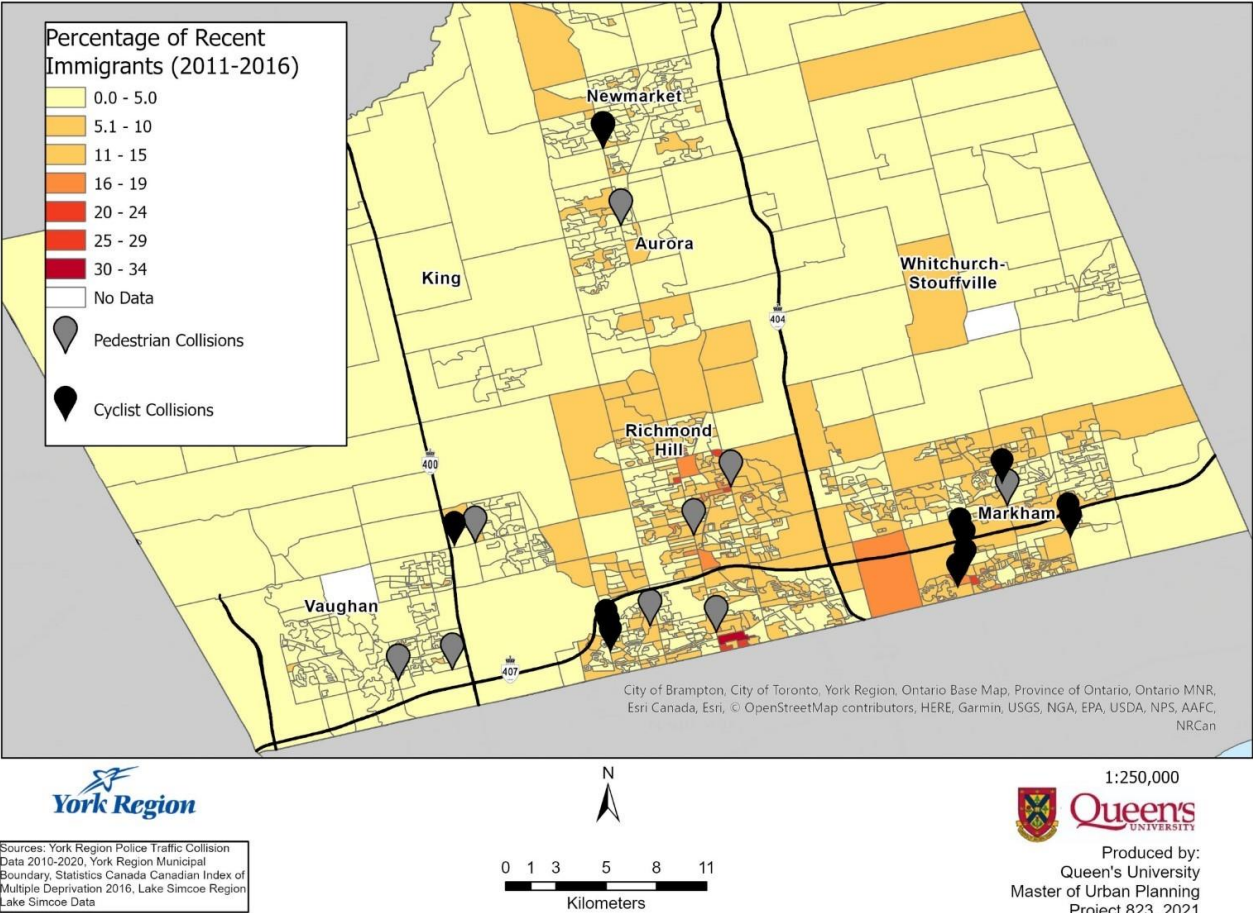 Percentage of Recent
Immigrants (2011-2016)
0.0 - 5.0
5.1 - 10
11 - 15
16 - 19
20 - 24
25 - 29
30 - 34
No Data
Pedestrian Collisions
Cyclist Collisions
Newmarket
Aurora
King
Whitchurch-
Stouffville
404
Richmond
Hill
400
Markham
Vaughan
407
City of Brampton, City of Toronto, York Region, Ontario Base Map, Province of Ontario, Ontario MNR,
Esri Canada, Esri, © OpenStreetMap contributors, HERE, Garmin, USGS, NGA, EPA, USDA, NPS, AAFC,
NRCan
York Region
N
1:250,000
Queen's
UNIVERSITY
Sources: York Region Police Traffic Collision
Data 2010-2020, York Region Municipal
Boundary, Statistics Canada Canadian Index of
Multiple Deprivation 2016, Lake Simcoe Region
Lake Simcoe Data
0 1 3 5 8 11
Kilometers
Produced by:
Queen's University
Master of Urban Planning
Project 823, 2021